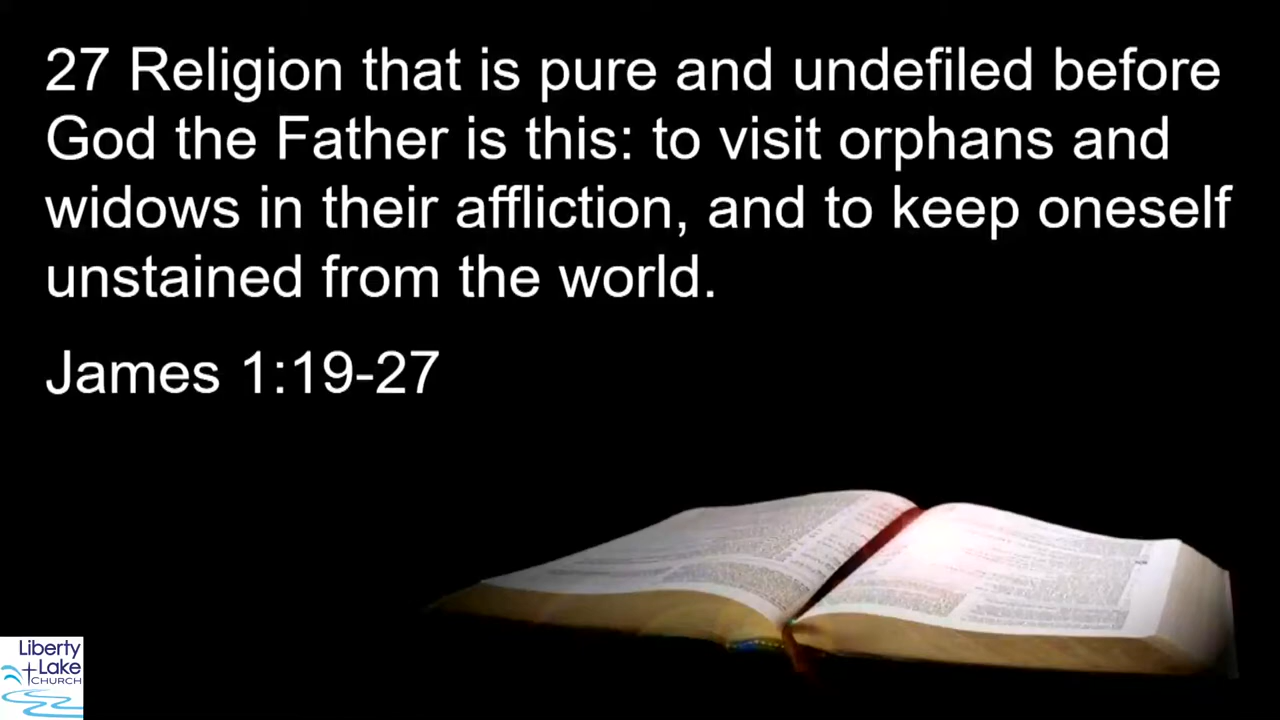 27 Religion that is pure and undefiled before
God the Father is this: to visit orphans and
widows in their affliction, and to keep oneself
unstained from the world.
James 1:19-27
Liberty
Lake
CHURCH